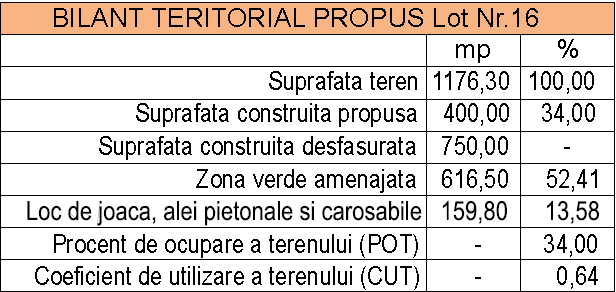 BILANT TERITORIAL PROPUS Lot Nr.16
mp %
Suprafata teren 1176,30 100,00
Suprafata construita propusa 400,00 34,00
Suprafata construita desfasurata 750,00 -
Zona verde amenajata 616,50 52,41
Loc de joaca, alei pietonale si carosabile 159,80 13,58
Procent de ocupare a terenului (POT) - 34,00
Coeficient de utilizare a terenului (CUT) - 0,64